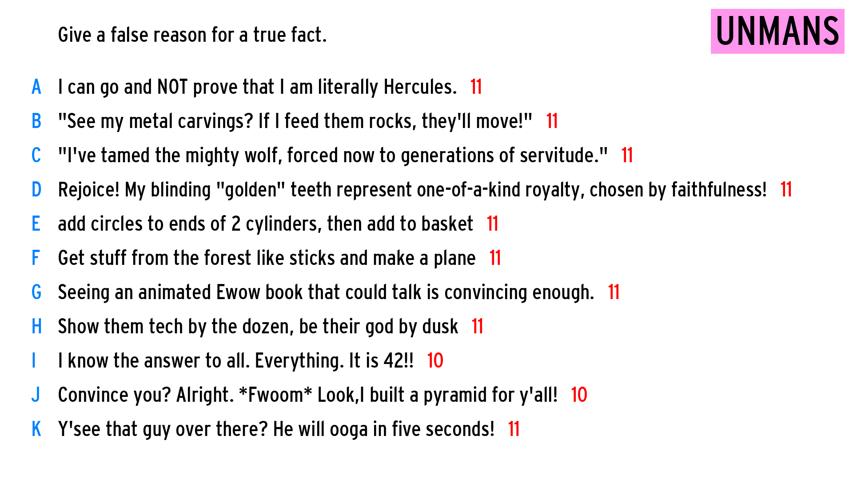 Give a false reason for a true fact.
UNMANS
A I can go and NOT prove that I am literally Hercules. 11
B "See my metal carvings? If I feed them rocks, they'll move!" 11
C "I've tamed the mighty wolf, forced now to generations of servitude." 11
D Rejoice! My blinding "golden" teeth represent one-of-a-kind royalty, chosen by faithfulness! 11
E add circles to ends of 2 cylinders, then add to basket 11
F Get stuff from the forest like sticks and make a plane 11
G Seeing an animated Ewow book that could talk is convincing enough. 11
H Show them tech by the dozen, be their god by dusk 11
I I know the answer to all. Everything. It is 42!! 10
J Convince you? Alright. *Fwoom* Look,I built a pyramid for y'all! 10
K Y'see that guy over there? He will ooga in five seconds! 11